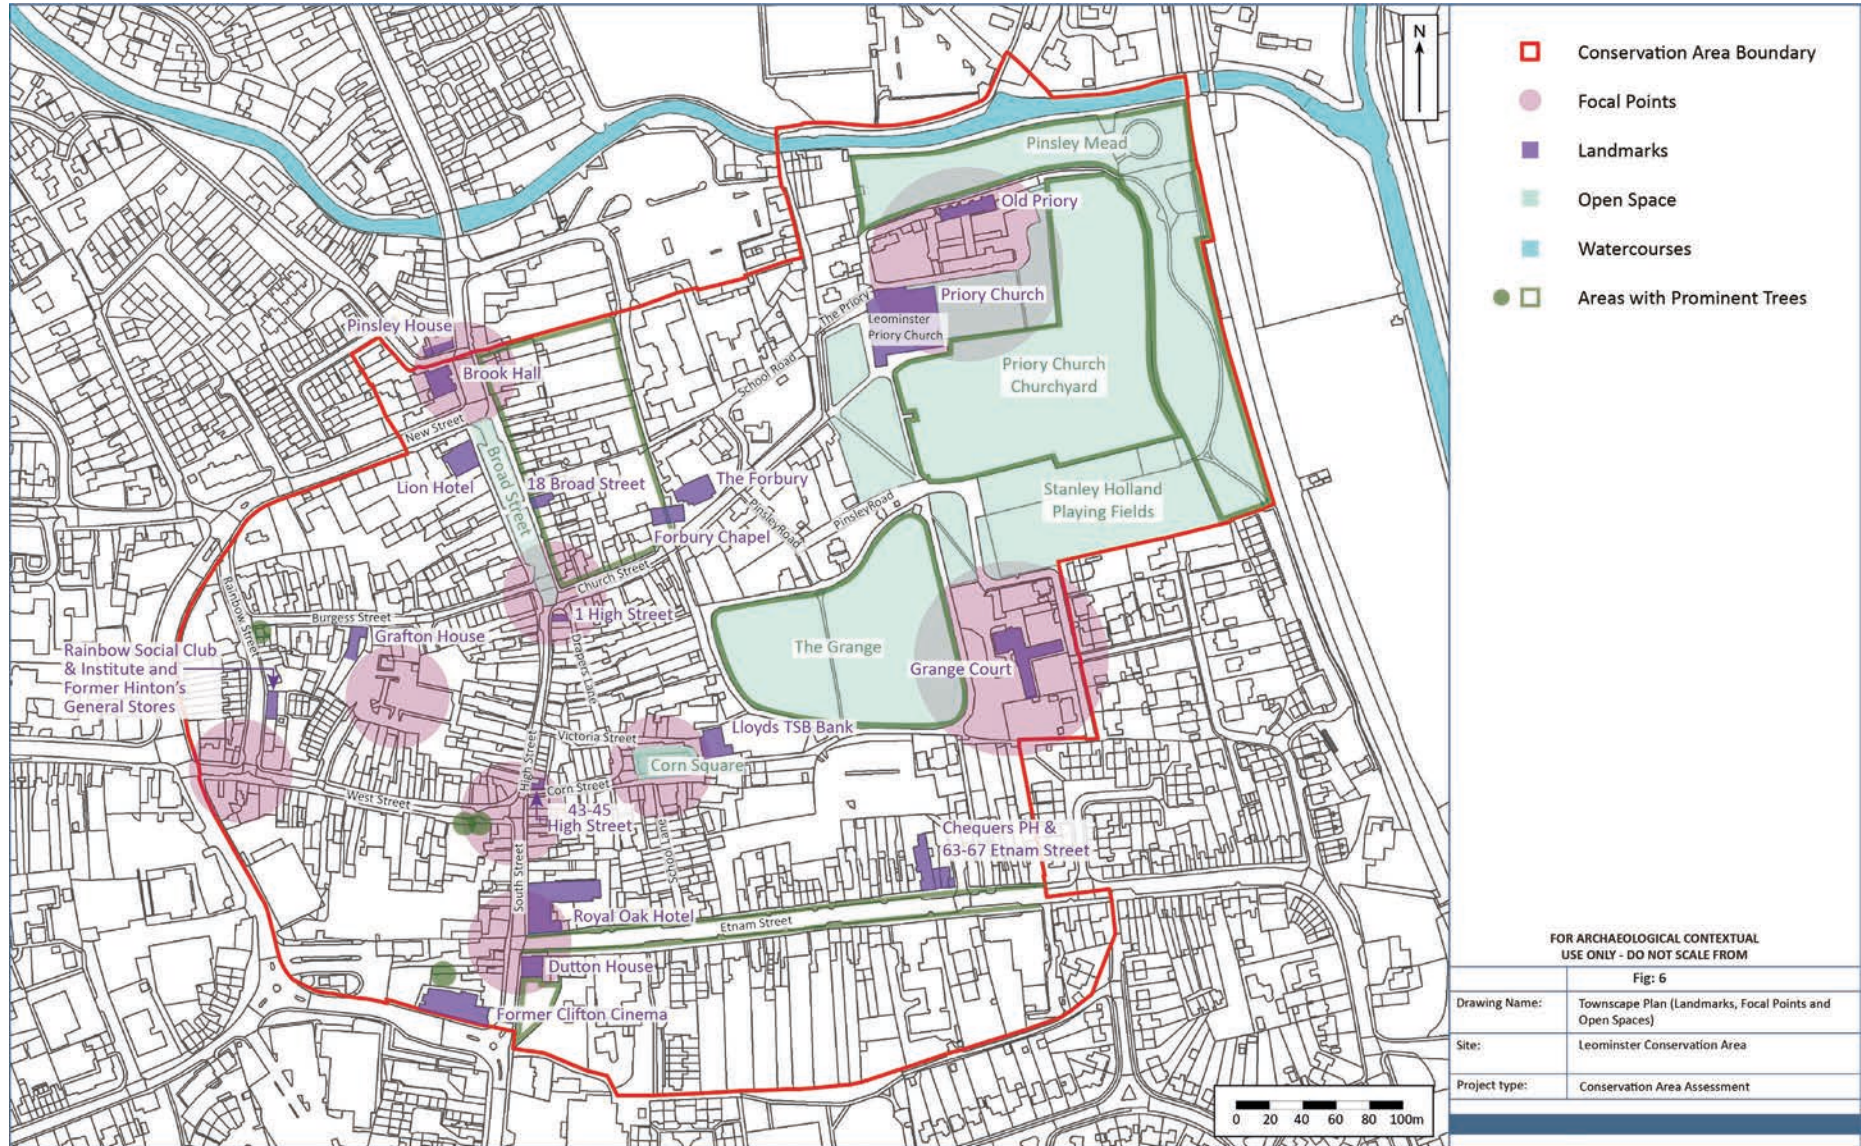 N
Conservation Area Boundary
Focal Points
Landmarks
Open Space
Watercourses
Areas with Prominent Trees
Pinsley Mead
Old Priory
Priory Church
The Priory
Leominster
Priory Church
Pinsley House
Brook Hall
Priory Church
Churchyard
School Road
New Street
Broad Street
Lion Hotel
18 Broad Street
The Forbury
Stanley Holland
Playing Fields
PinsleyRoad
PinsleyRoad
Forbury Chapel
Church Street
Rainbow Street
Burgess Street
1 High Street
Grafton House
Drapers Lane
Rainbow Social Club
& Institute and
Former Hinton's
General Stores
The Grange
Grange Court
Lloyds TSB Bank
Victoria Street
High Street
Corn Square
Corn Street
West Street
43-45
High Street
School Lane
Chequers PH &
63-67 Etnam Street
South Street
Royal Oak Hotel
Etnam Street
Dutton House
Former Clifton Cinema
0 20 40 60 80 100m
FOR ARCHAEOLOGICAL CONTEXTUAL
USE ONLY - DO NOT SCALE FROM
Fig: 6
Drawing Name: Townscape Plan (Landmarks, Focal Points and
Open Spaces)
Site: Leominster Conservation Area
Project type: Conservation Area Assessment